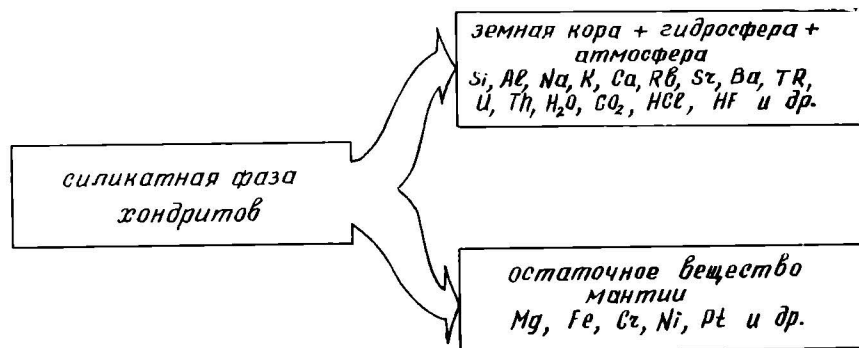 земная кора + гидросфера +
атмосфера
Si, Al, Na, K, Ca, Rb, Sr, Ba, TR,
U, Th, H₂O, CO₂, HCl, HF и др.
силикатная фаза
хондритов
остаточное вещество
мантии
Mg, Fe, Cr, Ni, Pt и др.